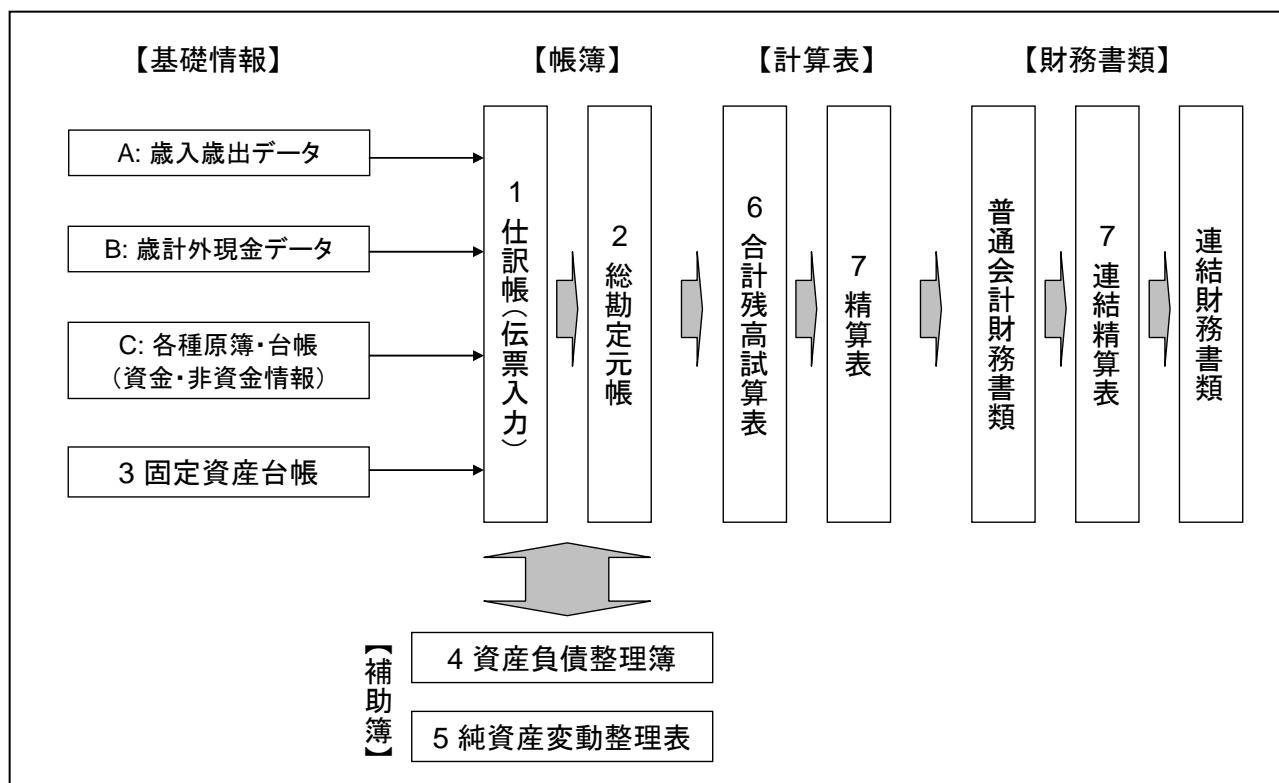 【基礎情報】
【帳簿】
【計算表】
【財務書類】
A: 歳入歳出データ
B: 歳計外現金データ
C: 各種原簿・台帳
(資金・非資金情報)
3 固定資産台帳
1 仕訳帳(伝票入力)
2 総勘定元帳
6 合計残高試算表
7 精算表
普通会計財務書類
7 連結精算表
連結財務書類
【補助簿】
4 資産負債整理簿
5 純資産変動整理表